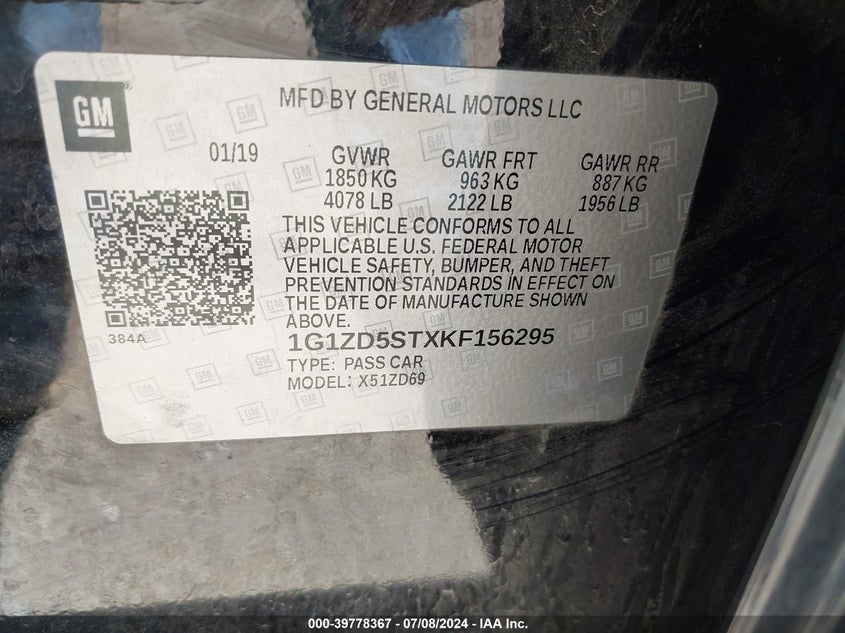 GM
MFD BY GENERAL MOTORS LLC
01/19 GVWR GAWR FRT GAWR RR
1850 KG 963 KG 887 KG
4078 LB 2122 LB 1956 LB
THIS VEHICLE CONFORMS TO ALL
APPLICABLE U.S. FEDERAL MOTOR
VEHICLE SAFETY, BUMPER, AND THEFT
PREVENTION STANDARDS IN EFFECT ON
THE DATE OF MANUFACTURE SHOWN
ABOVE.
384A
1G1ZD5STXKF156295
TYPE: PASS CAR
MODEL: X51ZD69
000-39778367 - 07/08/2024 - IAA Inc.